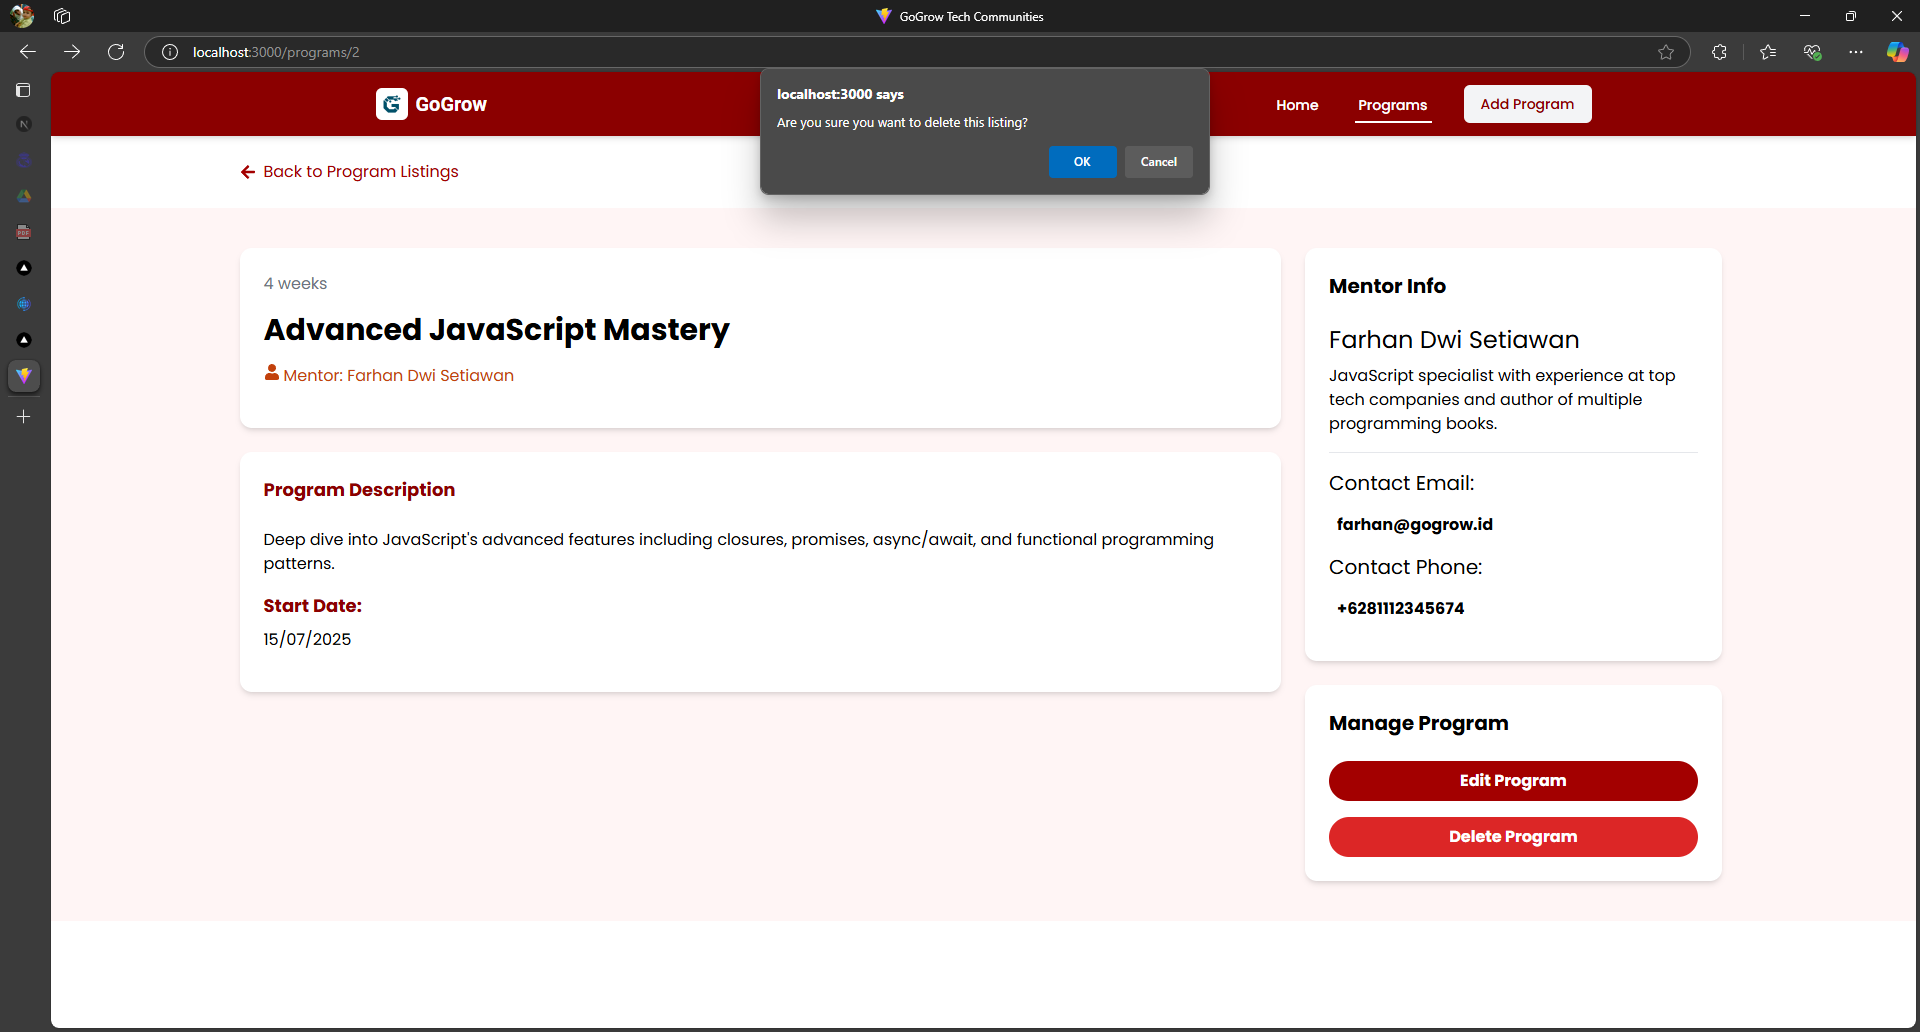 GoGrow Tech Communities
localhost:3000/programs/2
localhost:3000 says
Are you sure you want to delete this listing?
OK
Cancel
GoGrow
Home
Programs
Add Program
Back to Program Listings
4 weeks
Advanced JavaScript Mastery
Mentor: Farhan Dwi Setiawan
Program Description
Deep dive into JavaScript's advanced features including closures, promises, async/await, and functional programming
patterns.
Start Date:
15/07/2025
Mentor Info
Farhan Dwi Setiawan
JavaScript specialist with experience at top
tech companies and author of multiple
programming books.
Contact Email:
farhan@gogrow.id
Contact Phone:
+6281112345674
Manage Program
Edit Program
Delete Program